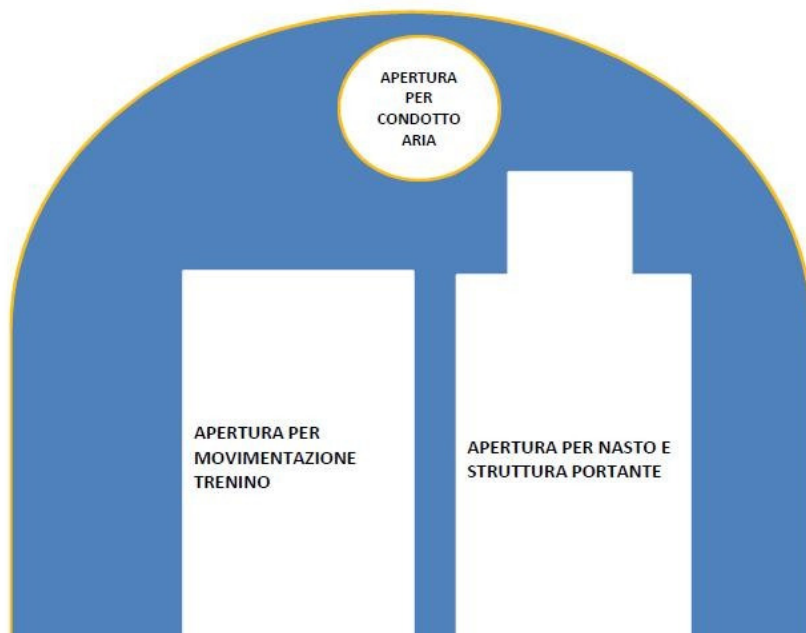 APERTURA
PER
CONDOTTO
ARIA
APERTURA PER
MOVIMENTAZIONE
TRENINO
APERTURA PER NASTO E
STRUTTURA PORTANTE